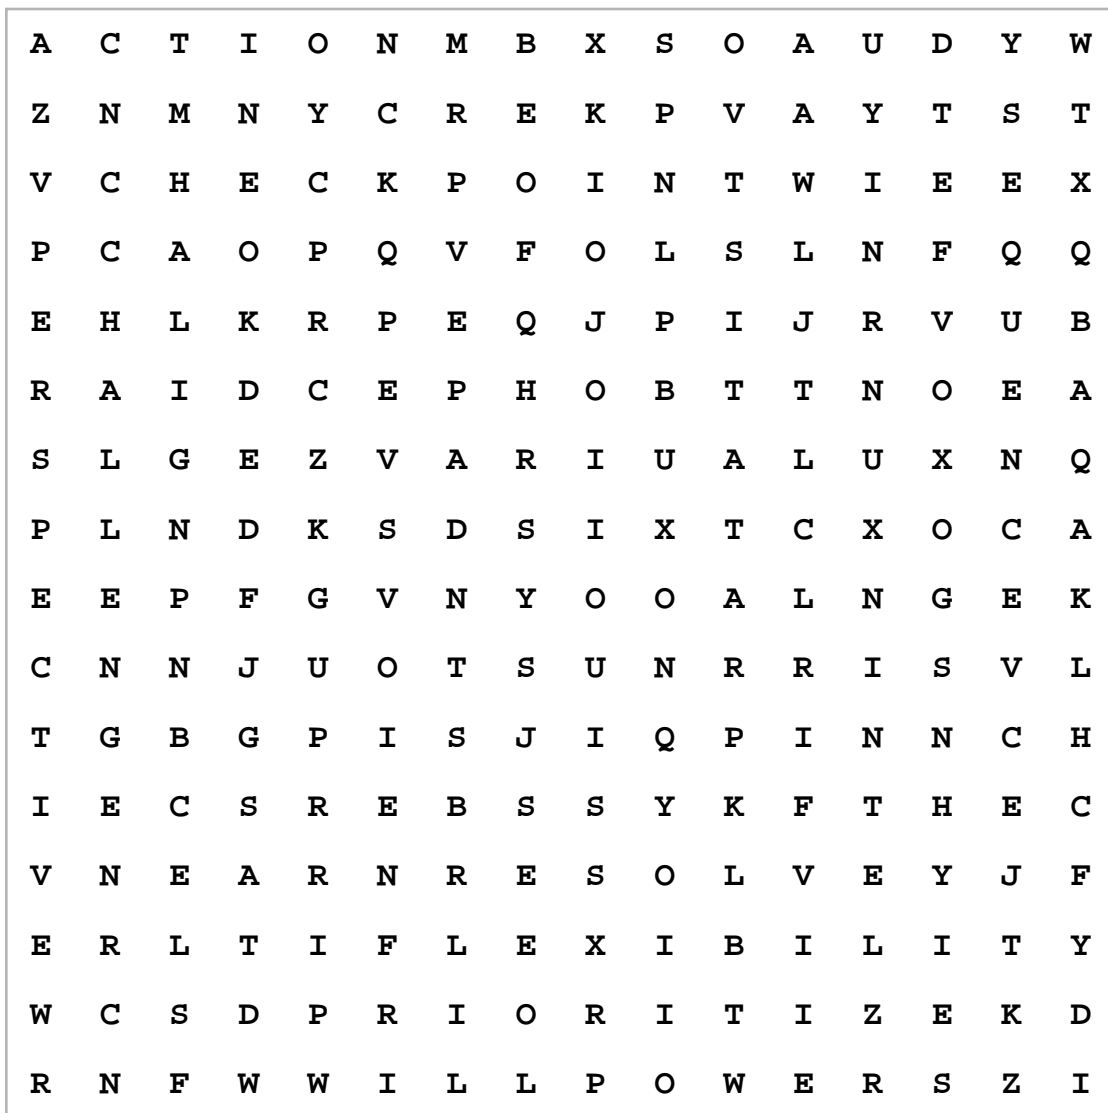 A C T I O N M B X S O A U D Y W
Z N M N Y C R E K P V A Y T S T
V C H E C K P O I N T W I E E X
P C A O P Q V F O L S L N F Q Q
E H L K R P E Q J P I J R V U B
R A I D C E P H O B T T N O E A
S L G E Z V A R I U A L U X N Q
P L N D K S D S I X T C X O C A
E E P F G V N Y O O A L N G E K
C N N J U O T S U N R R I S V L
T G B G P I S J I Q P I N N C H
I E C S R E B S S Y K F T H E C
V N E A R N R E S O L V E Y J F
E R L T I F L E X I B I L I T Y
W C S D P R I O R I T I Z E K D
R N F W W I L L P O W E R S Z I